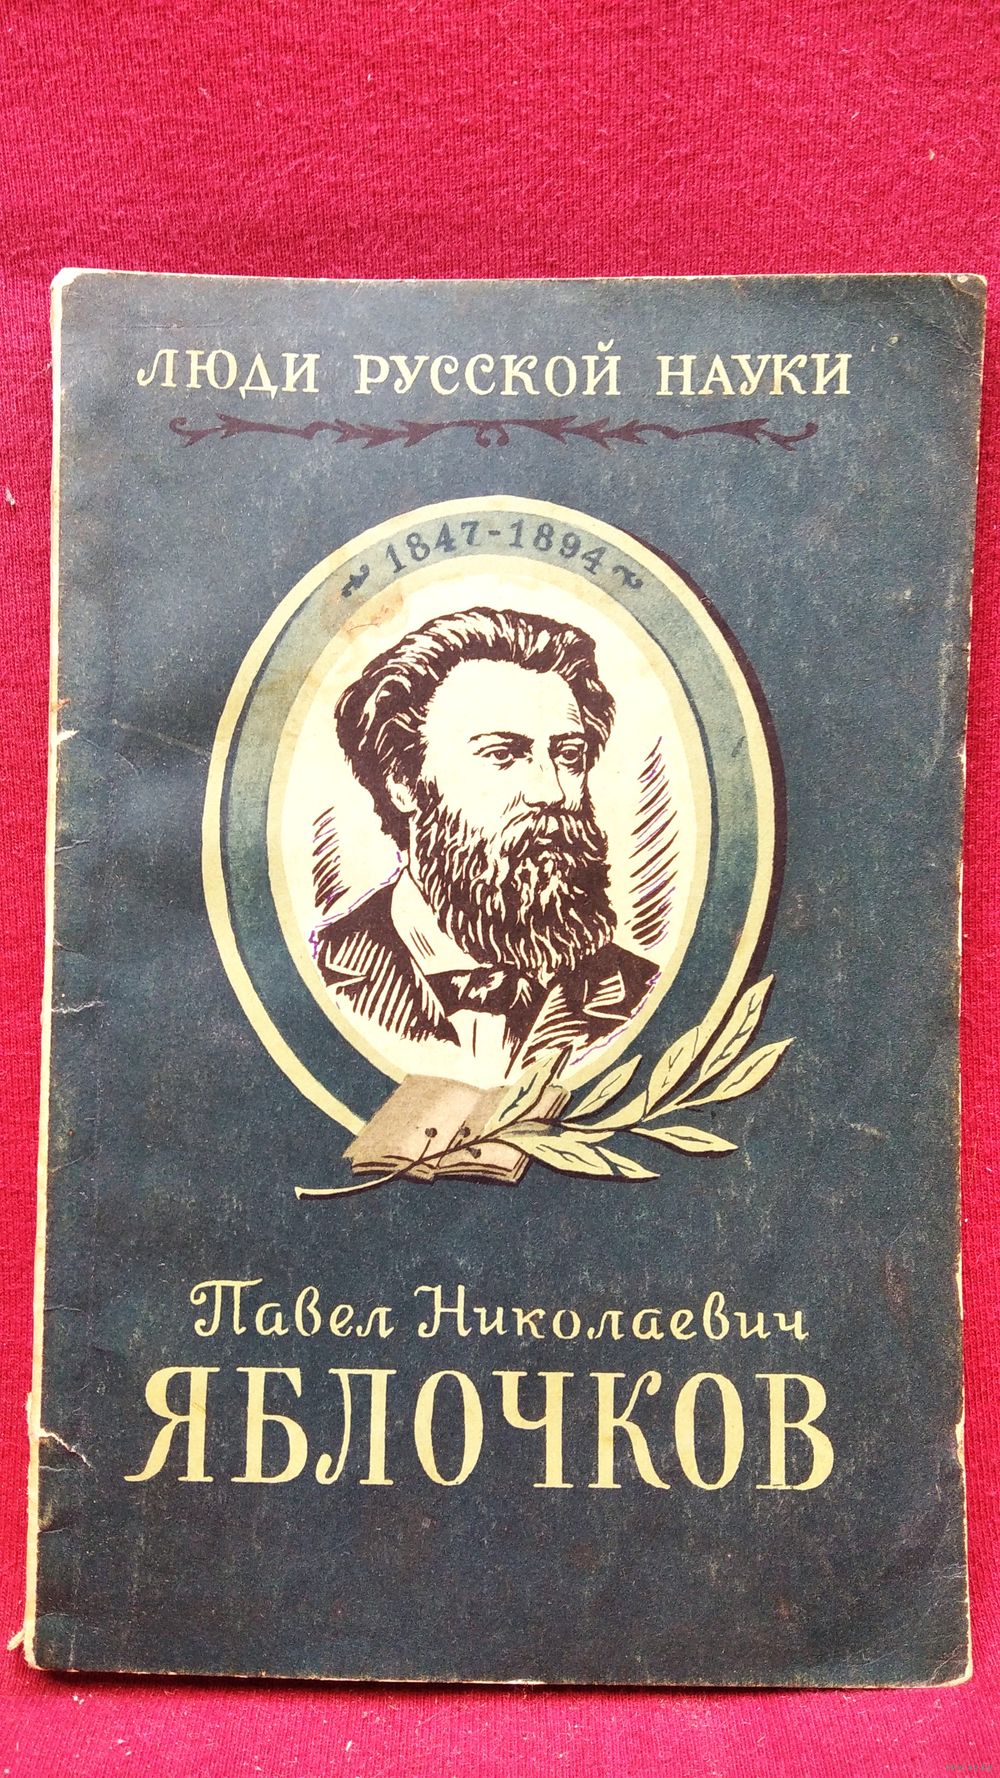 ЛЮДИ РУССКОЙ НАУКИ
1847-1894
Павел Николаевич
ЯБЛОЧКОВ